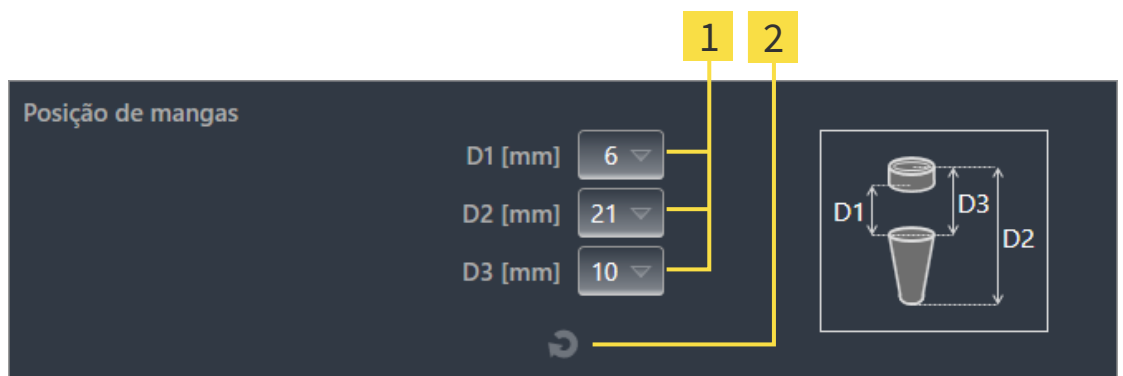 1 2
Posição de mangas
D1 [mm] 6
D2 [mm] 21
D3 [mm] 10
D1
D3
D2